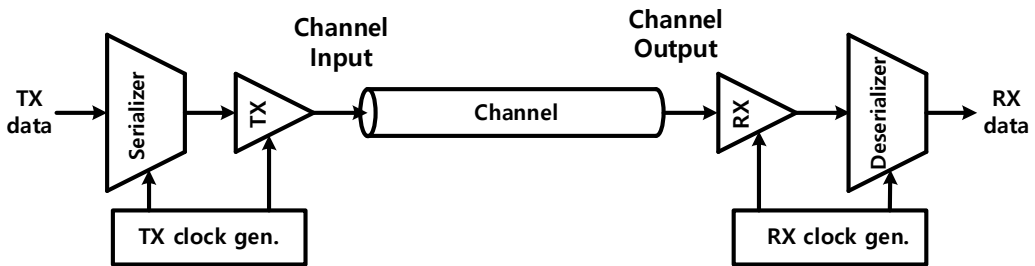 Channel
Input
Channel
Output
TX
data
Serializer
TX
Channel
RX
Deserializer
RX
data
TX clock gen.
RX clock gen.